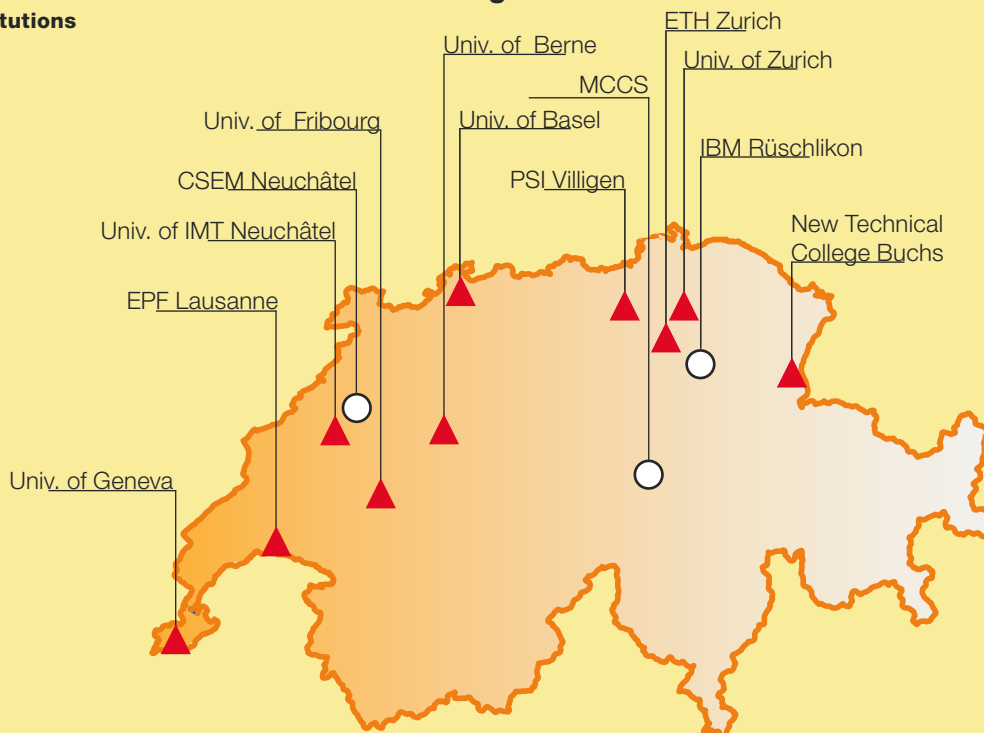 tutions
ETH Zurich
Univ. of Berne
Univ. of Zurich
MCCS
Univ. of Fribourg
Univ. of Basel
IBM Rüschlikon
CSEM Neuchâtel
PSI Villigen
Univ. of IMT Neuchâtel
New Technical
College Buchs
EPF Lausanne
Univ. of Geneva